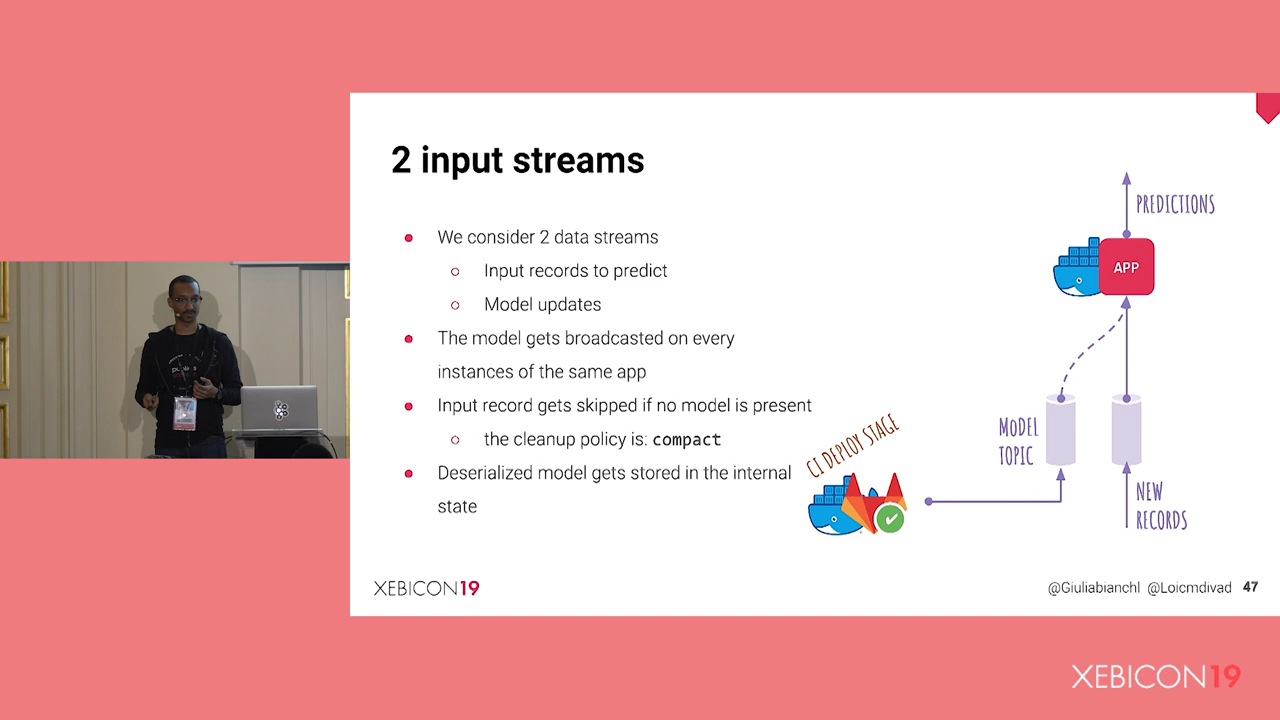 2 input streams
We consider 2 data streams
Input records to predict
Model updates
The model gets broadcasted on every
instances of the same app
Input record gets skipped if no model is present
the cleanup policy is: compact
Deserialized model gets stored in the internal
state
PREDICTIONS
APP
MODEL
TOPIC
NEW
RECORDS
CI DEPLOY STAGE
XEBICON19
@Giuliabianchl @Loicmdivad 47
XEBICON19